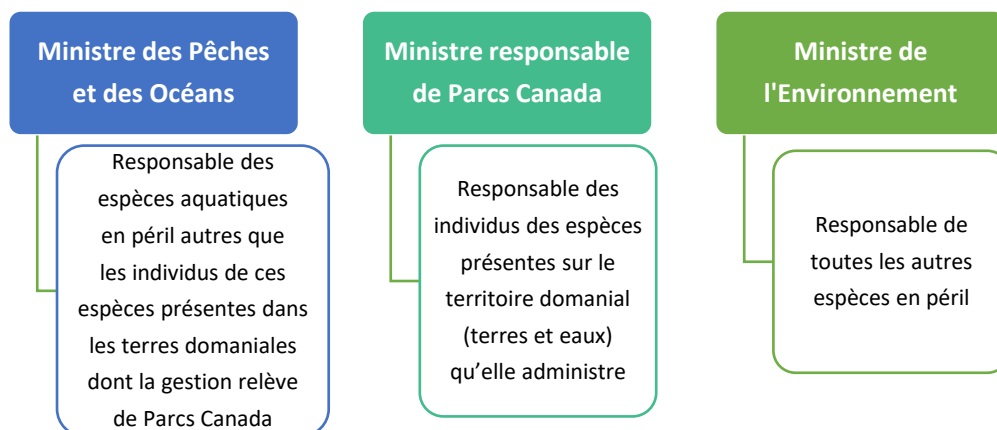 Ministre des Pêches
et des Océans
Responsable des
espèces aquatiques
en péril autres que
les individus de ces
espèces présentes dans
les terres domaniales
dont la gestion relève
de Parcs Canada
Ministre responsable
de Parcs Canada
Responsable des
individus des espèces
présentes sur le
territoire domanial
(terres et eaux)
qu’elle administre
Ministre de
l'Environnement
Responsable de
toutes les autres
espèces en péril